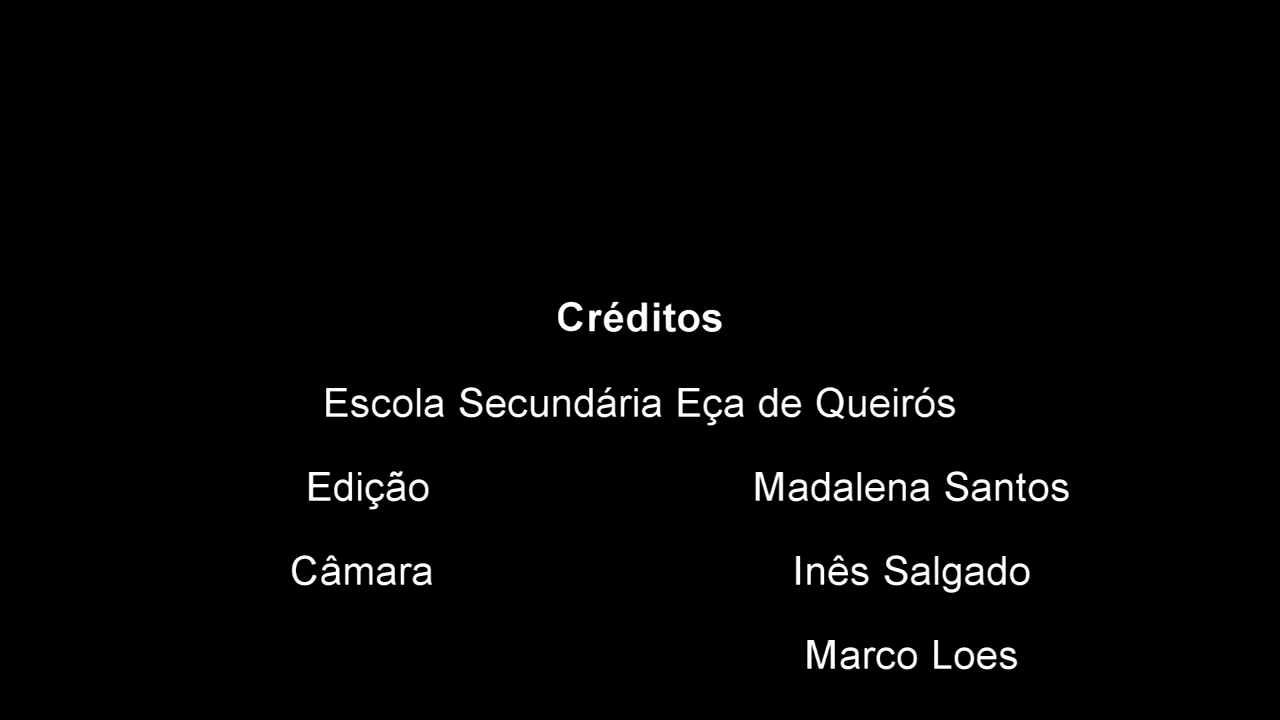 Créditos
Escola Secundária Eça de Queirós
Edição Madalena Santos
Câmara Inês Salgado
Marco Loes